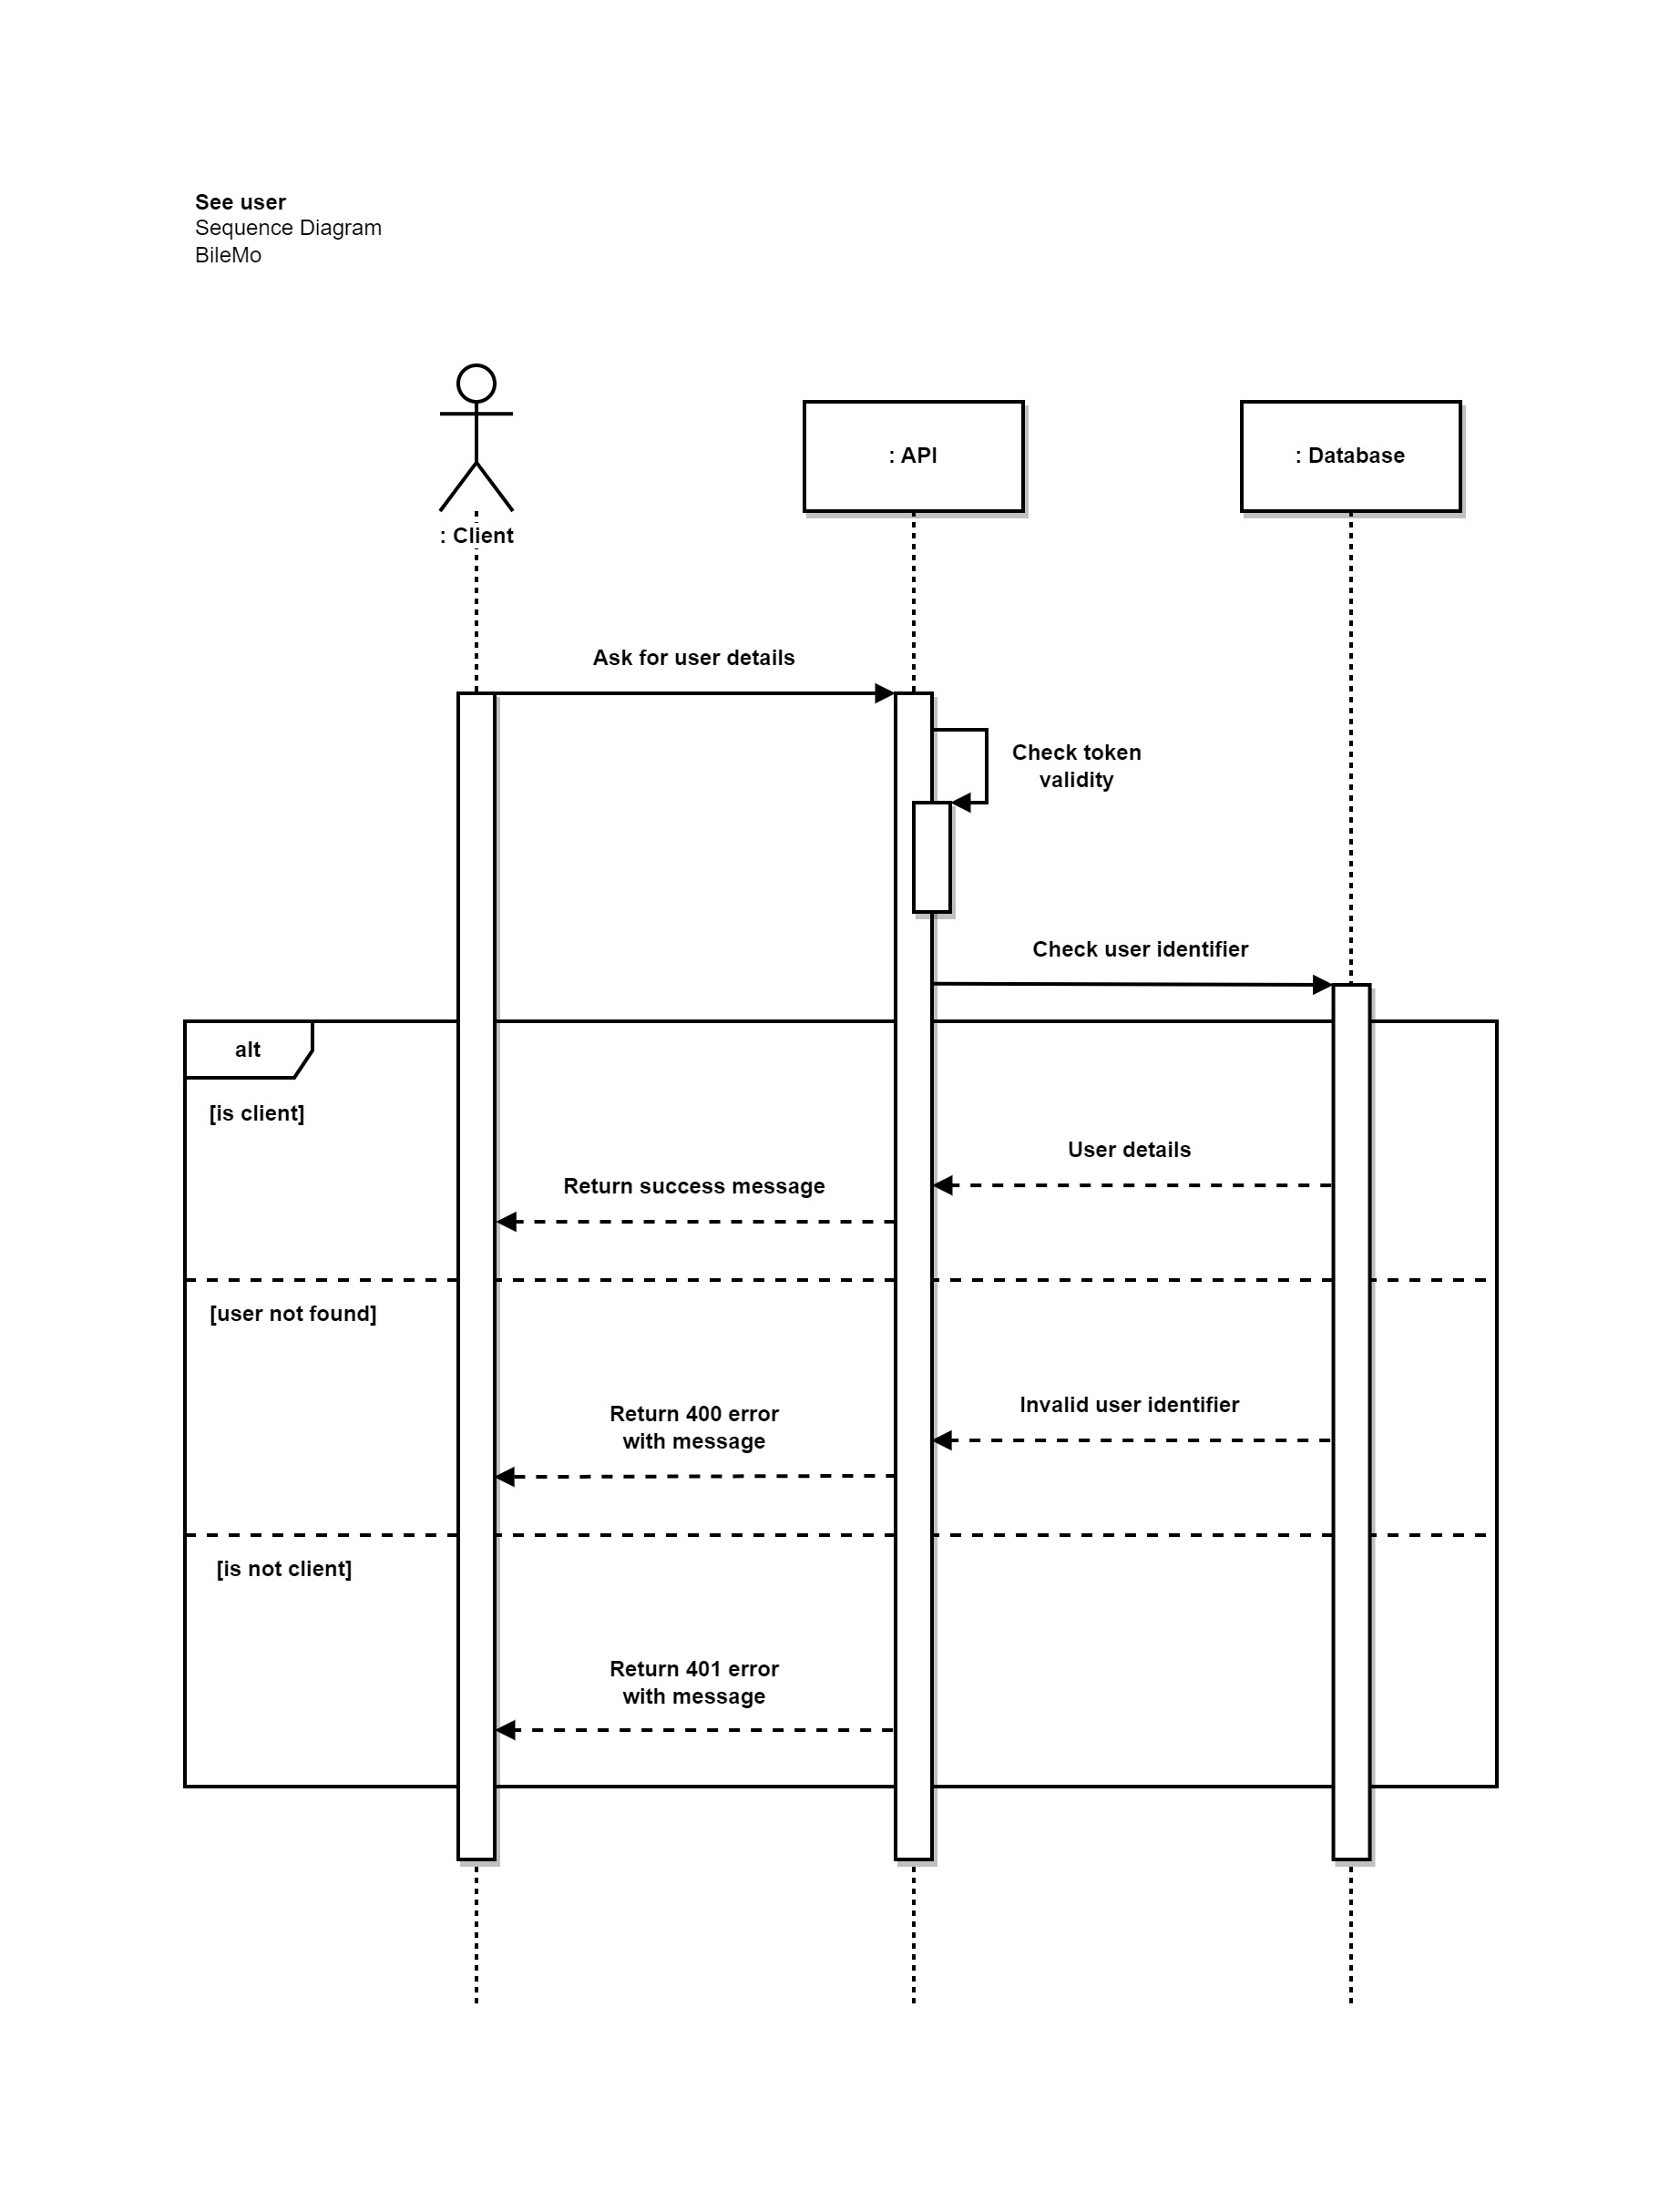 See user
Sequence Diagram
BileMo
: Client
: API
: Database
Ask for user details
Check token
validity
Check user identifier
alt
[is client]
User details
Return success message
[user not found]
Invalid user identifier
Return 400 error
with message
[is not client]
Return 401 error
with message